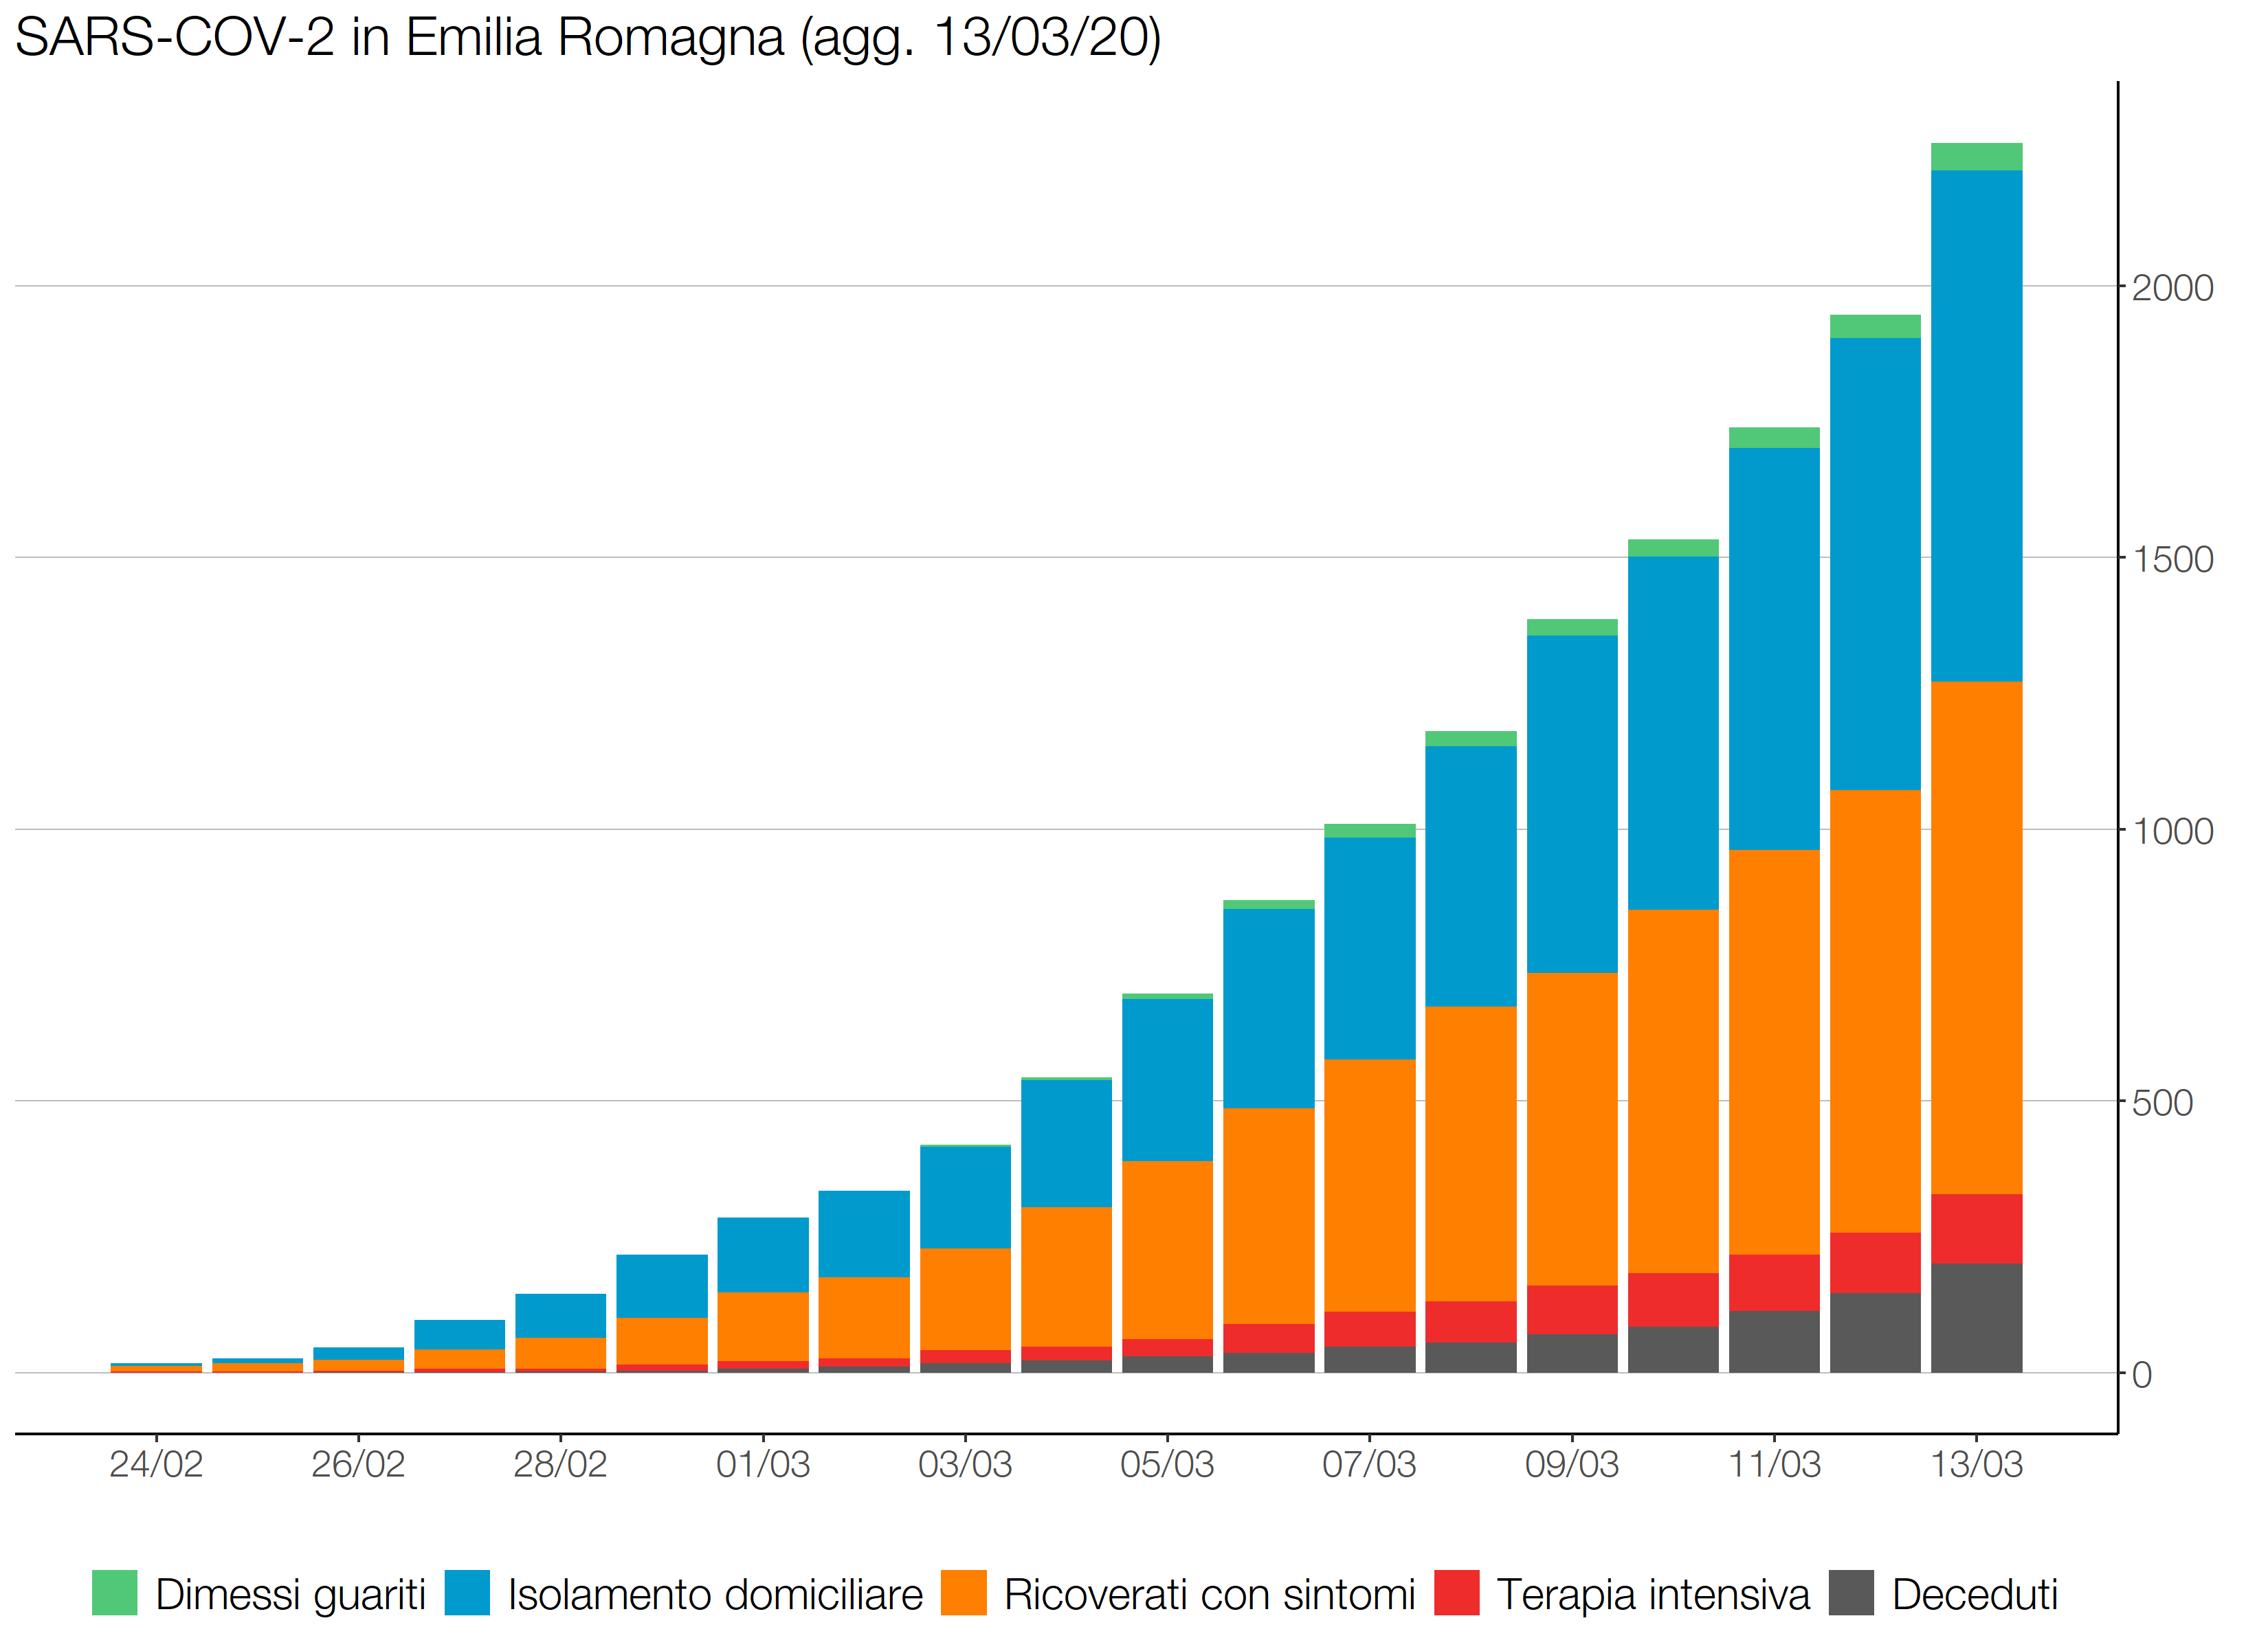 SARS-COV-2 in Emilia Romagna (agg. 13/03/20)
2000
1500
1000
500
0
24/02 26/02 28/02 01/03 03/03 05/03 07/03 09/03 11/03 13/03
Dimessi guariti Isolamento domiciliare Ricoverati con sintomi Terapia intensiva Deceduti